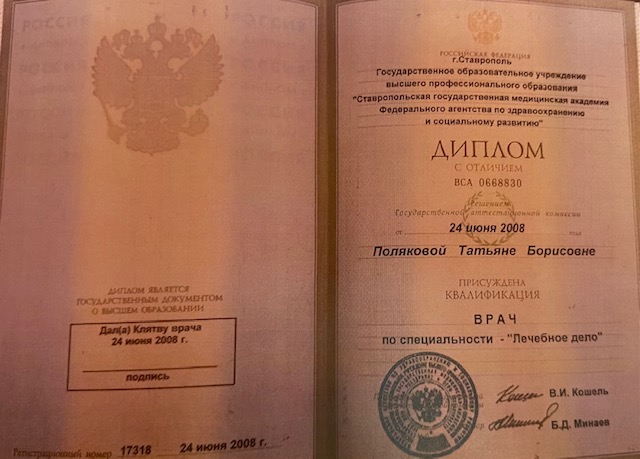 ДИПЛОМ ЯВЛЯЕТСЯ
ГОСУДАРСТВЕННЫМ ДОКУМЕНТОМ
О ВЫСШЕМ ОБРАЗОВАНИИ
Дал(а) Клятву врача
24 июня 2008 г.
подпись
Регистрационный номер 17318 24 июня 2008 г.
РОССИЙСКАЯ ФЕДЕРАЦИЯ
г.Ставрополь
Государственное образовательное учреждение
высшего профессионального образования
"Ставропольская государственная медицинская академия
Федерального агентства по здравоохранению
и социальному развитию"
ДИПЛОМ
С ОТЛИЧИЕМ
ВСА 0668830
Решением
Государственной аттестационной комиссии
от 24 июня 2008 года
Поляковой Татьяне Борисовне
ПРИСУЖДЕНА
КВАЛИФИКАЦИЯ
ВРАЧ
по специальности - "Лечебное дело"
В.И. Кошель
Б.Д. Минаев